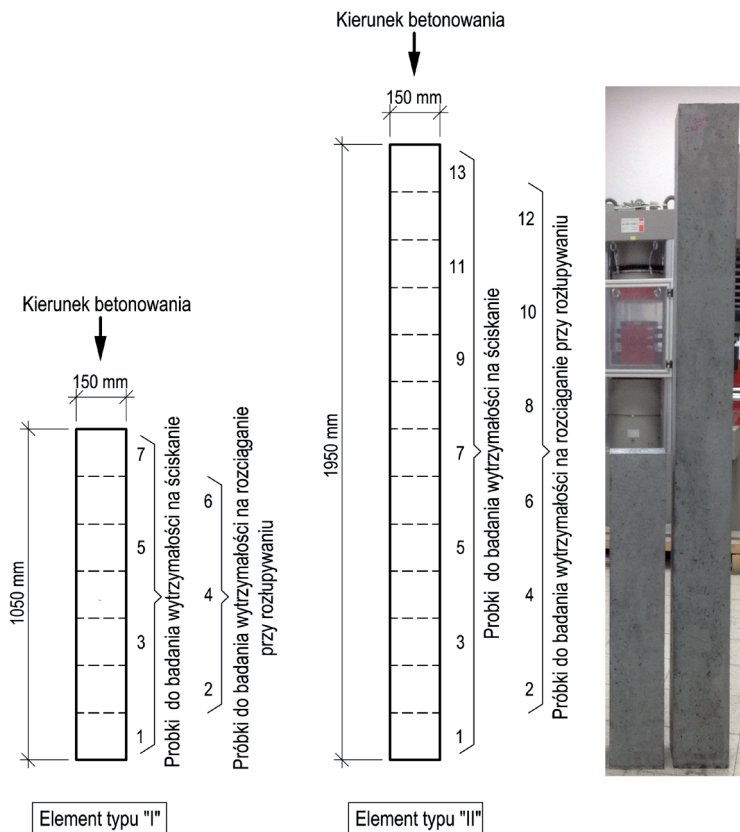 Kierunek betonowania
150 mm
1950 mm
13
11
9
7
5
3
1
Probki do badania wytrzymałości na ściskanie
12
10
8
6
4
2
Próbki do badania wytrzymałości na rozciąganie przy rozłupywaniu
Element typu "II"
Kierunek betonowania
150 mm
1050 mm
7
5
3
1
Probki do badania wytrzymałości na ściskanie
6
4
2
Próbki do badania wytrzymałości na rozciąganie
przy rozłupywaniu
Element typu "I"